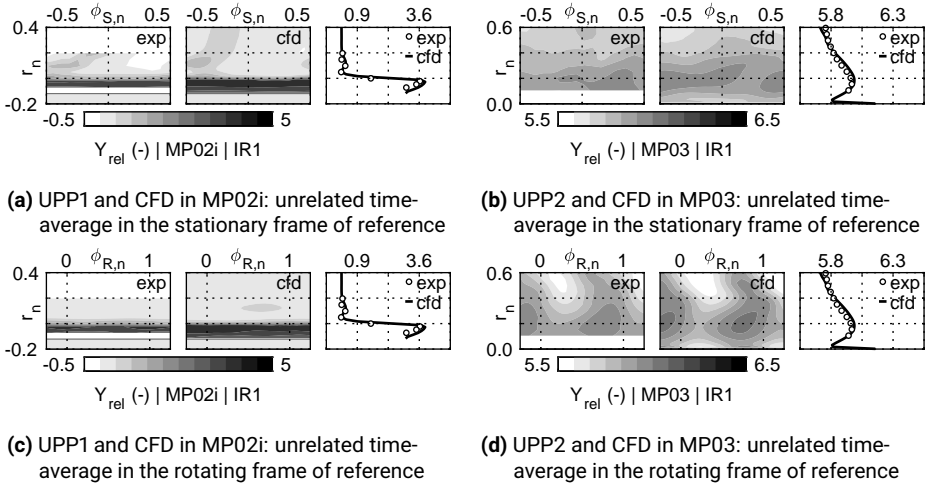 -0.5 ϕS,n 0.5 -0.5 ϕS,n 0.5 0.9 3.6
0.4 exp cfd exp
cfd
rn
-0.2
-0.5 5
Yrel (-) | MP02i | IR1
(a) UPP1 and CFD in MP02i: unrelated time-
average in the stationary frame of reference
-0.5 ϕS,n 0.5 -0.5 ϕS,n 0.5 5.8 6.3
0.6 exp cfd exp
cfd
rn
0.0
5.5 6.5
Yrel (-) | MP03 | IR1
(b) UPP2 and CFD in MP03: unrelated time-
average in the stationary frame of reference
0 ϕR,n 1 0 ϕR,n 1 0.9 3.6
0.4 exp cfd exp
cfd
rn
-0.2
-0.5 5
Yrel (-) | MP02i | IR1
(c) UPP1 and CFD in MP02i: unrelated time-
average in the rotating frame of reference
0 ϕR,n 1 0 ϕR,n 1 5.8 6.3
0.6 exp cfd exp
cfd
rn
0.0
5.5 6.5
Yrel (-) | MP03 | IR1
(d) UPP2 and CFD in MP03: unrelated time-
average in the rotating frame of reference